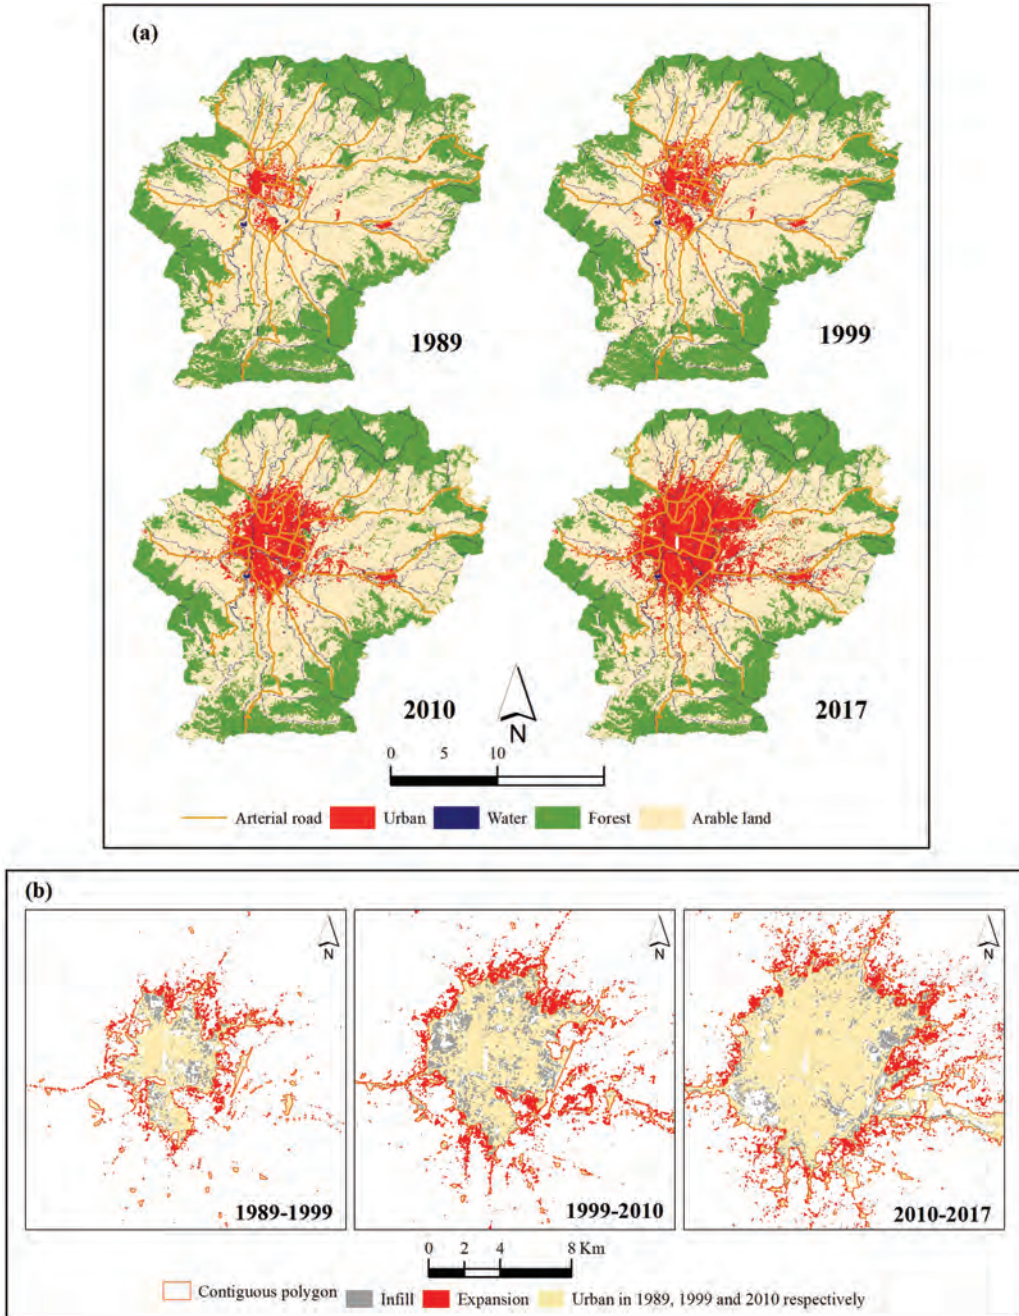 (a)
1989
1999
2010
2017
N
0 5 10
Arterial road Urban Water Forest Arable land
(b)
N N N
1989-1999 1999-2010 2010-2017
0 2 4 8 Km
Contiguous polygon Infill Expansion Urban in 1989, 1999 and 2010 respectively